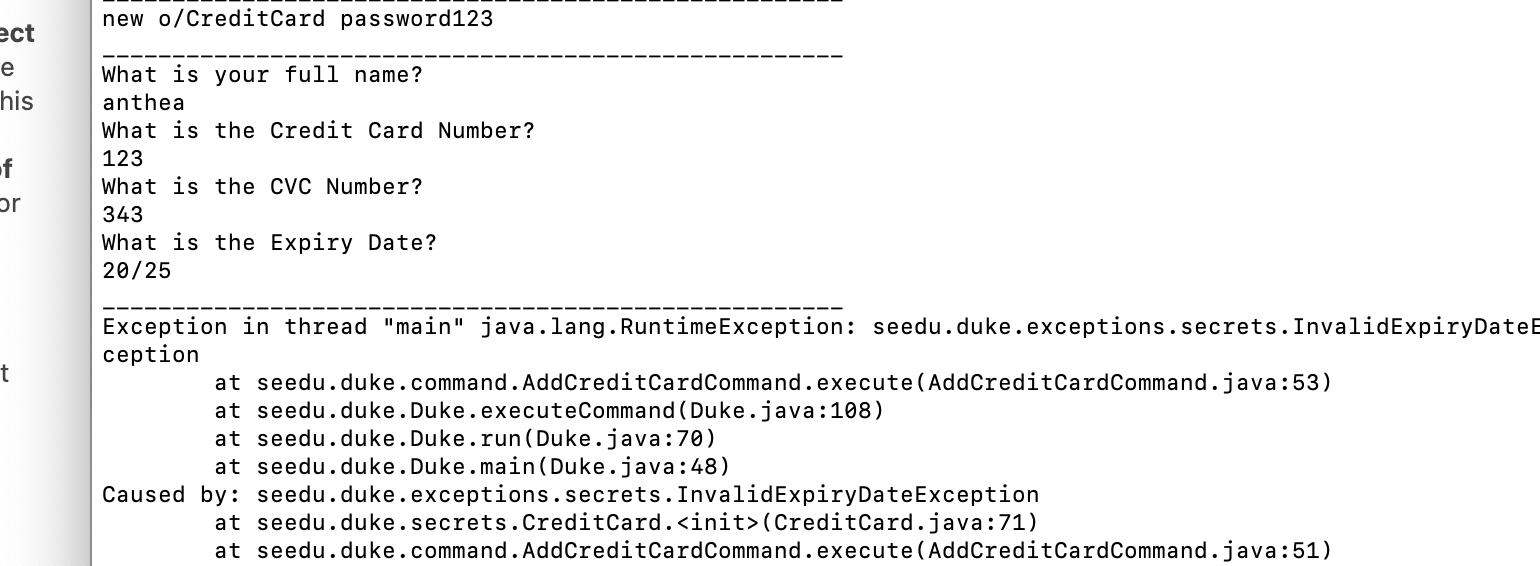 ect
e
his
of
or
t
____________________________________________________
new o/CreditCard password123
____________________________________________________
What is your full name?
anthea
What is the Credit Card Number?
123
What is the CVC Number?
343
What is the Expiry Date?
20/25
____________________________________________________
Exception in thread "main" java.lang.RuntimeException: seedu.duke.exceptions.secrets.InvalidExpiryDateE
ception
        at seedu.duke.command.AddCreditCardCommand.execute(AddCreditCardCommand.java:53)
        at seedu.duke.Duke.executeCommand(Duke.java:108)
        at seedu.duke.Duke.run(Duke.java:70)
        at seedu.duke.Duke.main(Duke.java:48)
Caused by: seedu.duke.exceptions.secrets.InvalidExpiryDateException
        at seedu.duke.secrets.CreditCard.<init>(CreditCard.java:71)
        at seedu.duke.command.AddCreditCardCommand.execute(AddCreditCardCommand.java:51)